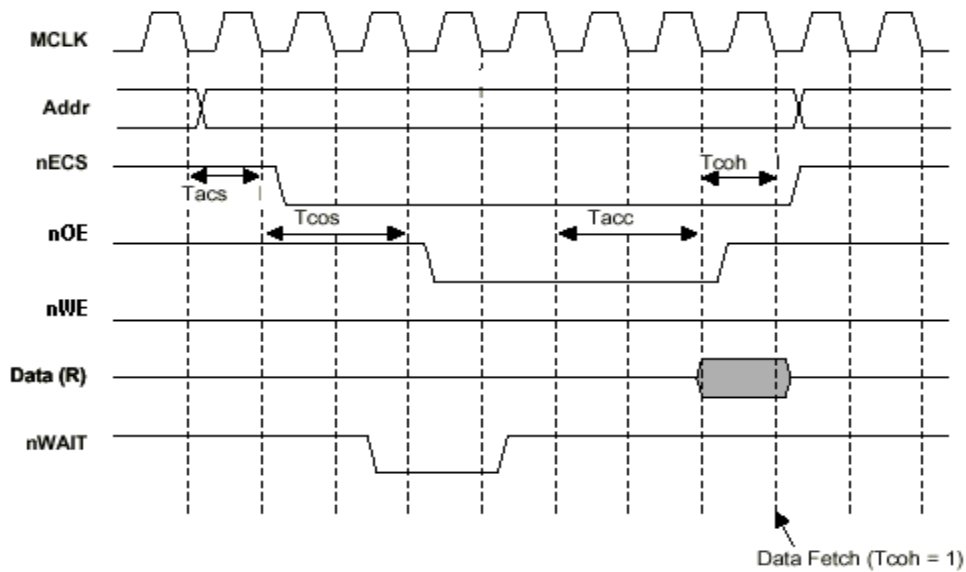 MCLK
Addr
nECS
Tcoh
Tacs
Tcos
Tacc
nOE
nWE
Data (R)
nWAIT
Data Fetch (Tcoh = 1)